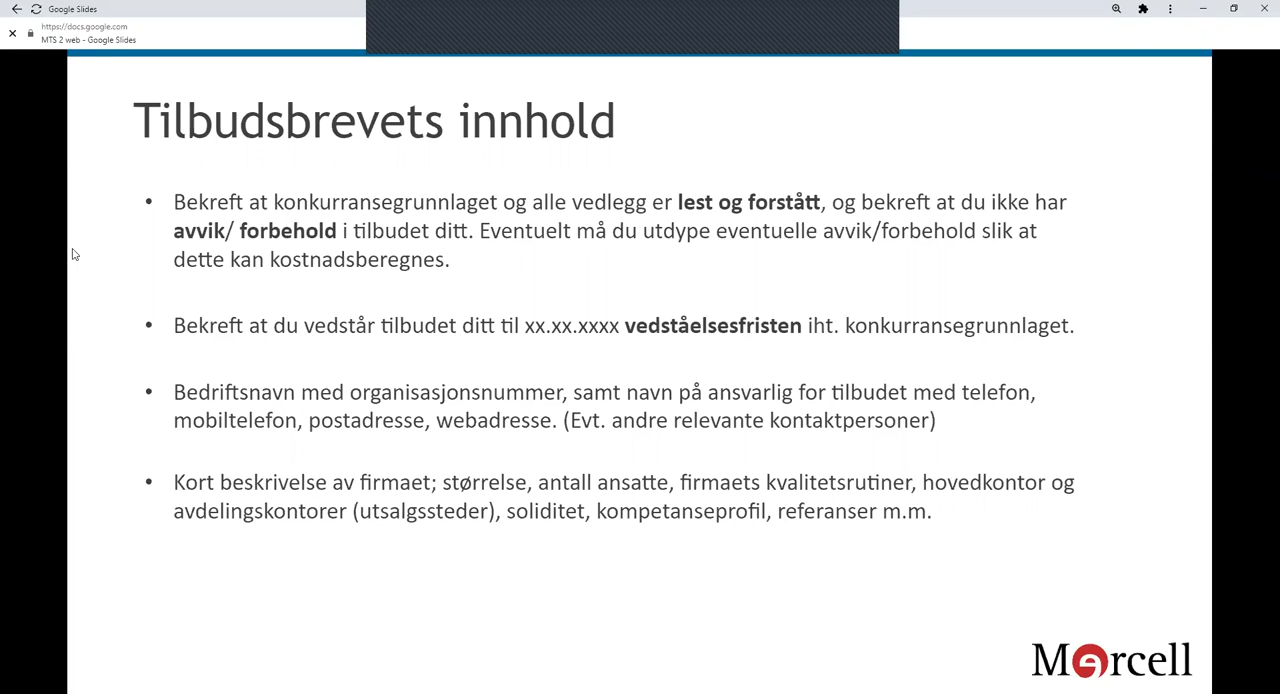 Google Slides
https://docs.google.com
MTS 2 web - Google Slides
Tilbudsbrevets innhold
• Bekreft at konkurransegrunnlaget og alle vedlegg er lest og forstått, og bekreft at du ikke har
avvik/ forbehold i tilbudet ditt. Eventuelt må du utdype eventuelle avvik/forbehold slik at
dette kan kostnadsberegnes.
• Bekreft at du vedstår tilbudet ditt til xx.xx.xxxx vedståelsesfristen iht. konkurransegrunnlaget.
• Bedriftsnavn med organisasjonsnummer, samt navn på ansvarlig for tilbudet med telefon,
mobiltelefon, postadresse, webadresse. (Evt. andre relevante kontaktpersoner)
• Kort beskrivelse av firmaet; størrelse, antall ansatte, firmaets kvalitetsrutiner, hovedkontor og
avdelingskontorer (utsalgssteder), soliditet, kompetanseprofil, referanser m.m.
Mercell